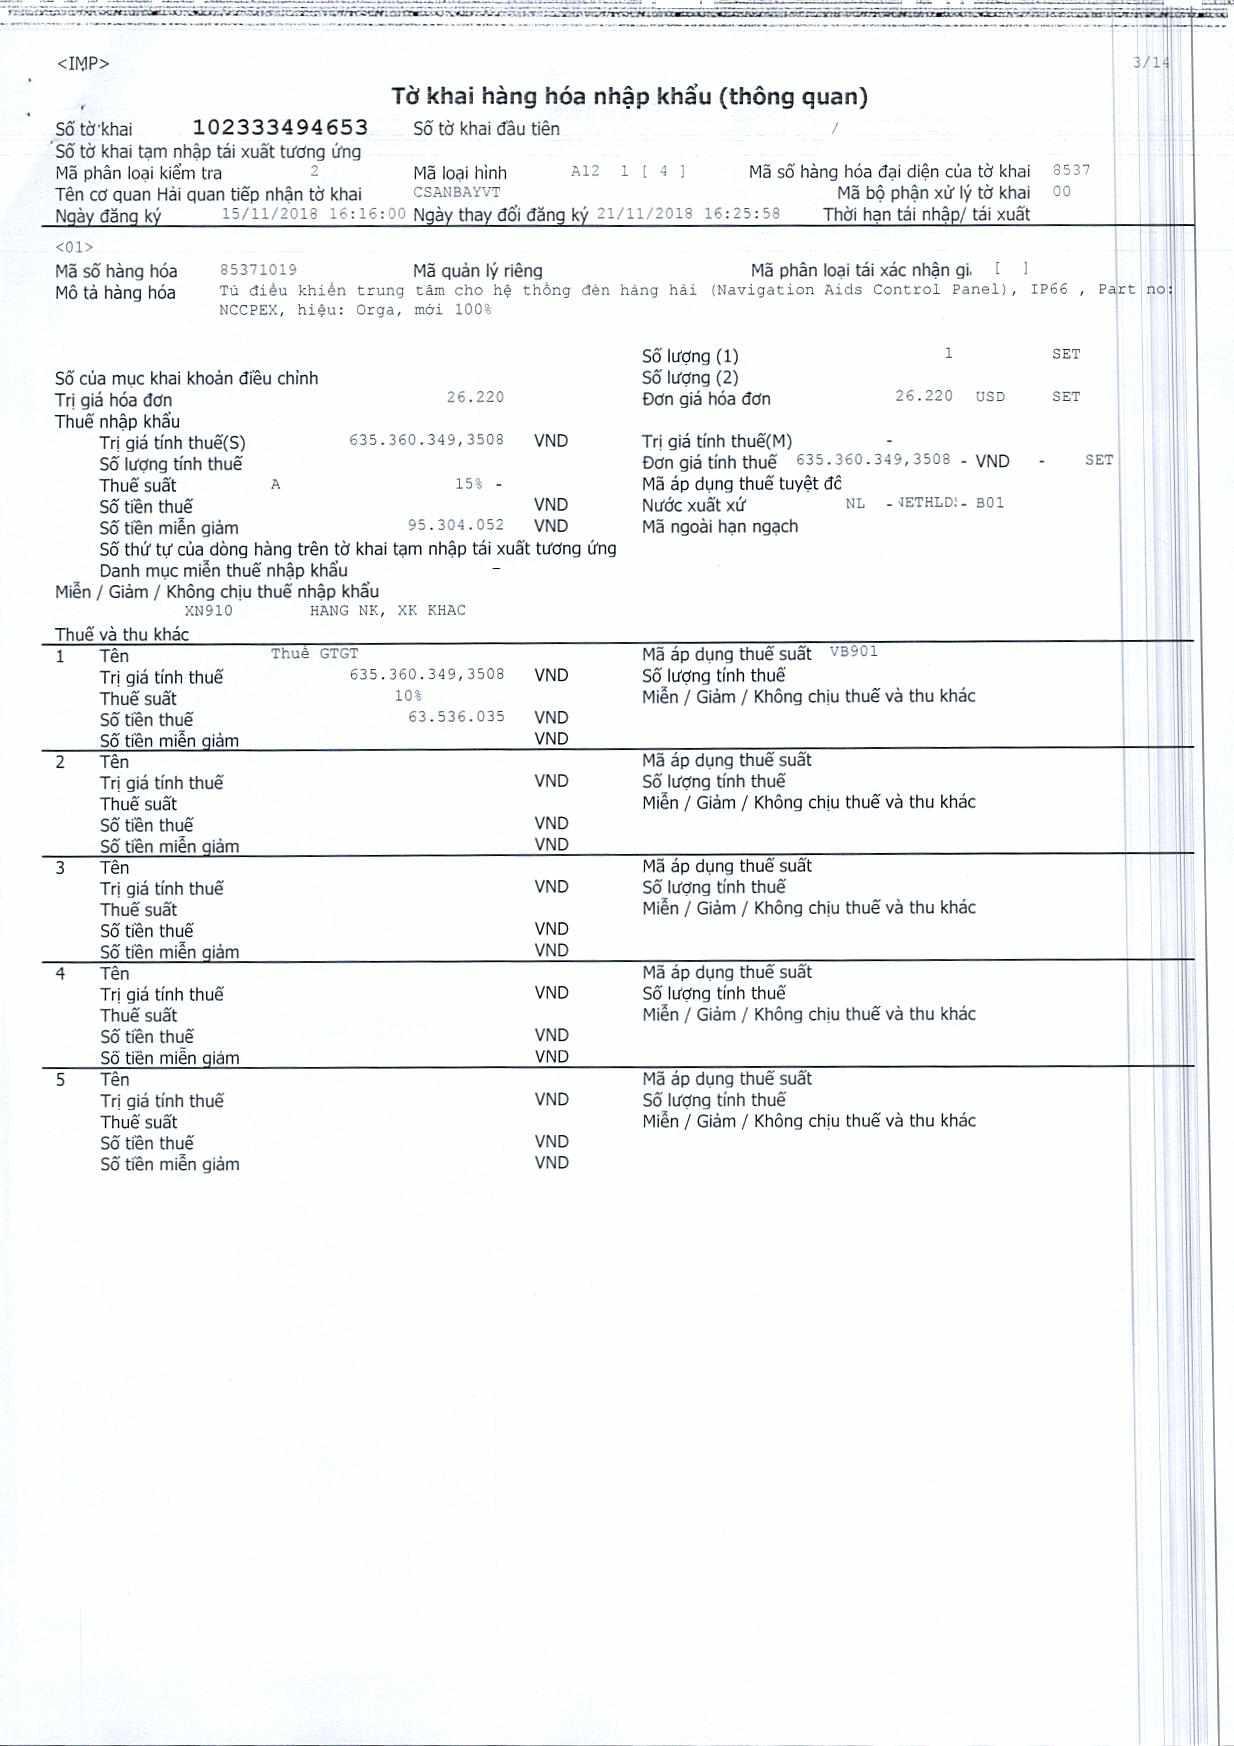 <IMP> 3/14
Tờ khai hàng hóa nhập khẩu (thông quan)
Số tờ khai 102333494653 Số tờ khai đầu tiên /
Số tờ khai tạm nhập tái xuất tương ứng
Mã phân loại kiểm tra 2 Mã loại hình A12 1 [ 4 ] Mã số hàng hóa đại diện của tờ khai 8537
Tên cơ quan Hải quan tiếp nhận tờ khai CSANBAYVT Mã bộ phận xử lý tờ khai 00
Ngày đăng ký 15/11/2018 16:16:00 Ngày thay đổi đăng ký 21/11/2018 16:25:58 Thời hạn tái nhập/ tái xuất
<01>
Mã số hàng hóa 85371019 Mã quản lý riêng Mã phân loại tái xác nhận gi. [ ]
Mô tả hàng hóa Tủ điều khiển trung tâm cho hệ thống đèn hàng hải (Navigation Aids Control Panel), IP66 , Part no:
NCCPEX, hiệu: Orga, mới 100%
Số lượng (1) 1 SET
Số của mục khai khoản điều chỉnh Số lượng (2)
Trị giá hóa đơn 26.220 Đơn giá hóa đơn 26.220 USD SET
Thuế nhập khẩu
Trị giá tính thuế(S) 635.360.349,3508 VND Trị giá tính thuế(M) -
Số lượng tính thuế Đơn giá tính thuế 635.360.349,3508 - VND - SET
Thuế suất A 15% - Mã áp dụng thuế tuyệt đố
Số tiền thuế VND Nước xuất xứ NL - NETHLDS - B01
Số tiền miễn giảm 95.304.052 VND Mã ngoài hạn ngạch
Số thứ tự của dòng hàng trên tờ khai tạm nhập tái xuất tương ứng
Danh mục miễn thuế nhập khẩu -
Miễn / Giảm / Không chịu thuế nhập khẩu
XN910 HANG NK, XK KHAC
Thuế và thu khác
1 Tên Thuế GTGT Mã áp dụng thuế suất VB901
Trị giá tính thuế 635.360.349,3508 VND Số lượng tính thuế
Thuế suất 10% Miễn / Giảm / Không chịu thuế và thu khác
Số tiền thuế 63.536.035 VND
Số tiền miễn giảm VND
2 Tên Mã áp dụng thuế suất
Trị giá tính thuế VND Số lượng tính thuế
Thuế suất Miễn / Giảm / Không chịu thuế và thu khác
Số tiền thuế VND
Số tiền miễn giảm VND
3 Tên Mã áp dụng thuế suất
Trị giá tính thuế VND Số lượng tính thuế
Thuế suất Miễn / Giảm / Không chịu thuế và thu khác
Số tiền thuế VND
Số tiền miễn giảm VND
4 Tên Mã áp dụng thuế suất
Trị giá tính thuế VND Số lượng tính thuế
Thuế suất Miễn / Giảm / Không chịu thuế và thu khác
Số tiền thuế VND
Số tiền miễn giảm VND
5 Tên Mã áp dụng thuế suất
Trị giá tính thuế VND Số lượng tính thuế
Thuế suất Miễn / Giảm / Không chịu thuế và thu khác
Số tiền thuế VND
Số tiền miễn giảm VND